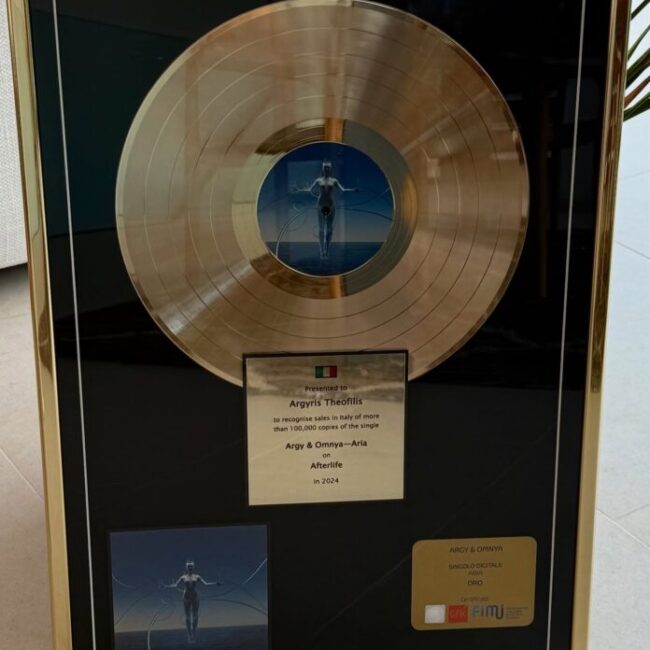 Presented to
Argyris Theofilis
to recognise sales in Italy of more
than 100,000 copies of the single
Argy & Omnya—Aria
on
Afterlife
in 2024
ARGY & OMNYA
SINGOLO DIGITALE
ARIA
ORO
Certificato
GfK FIMI